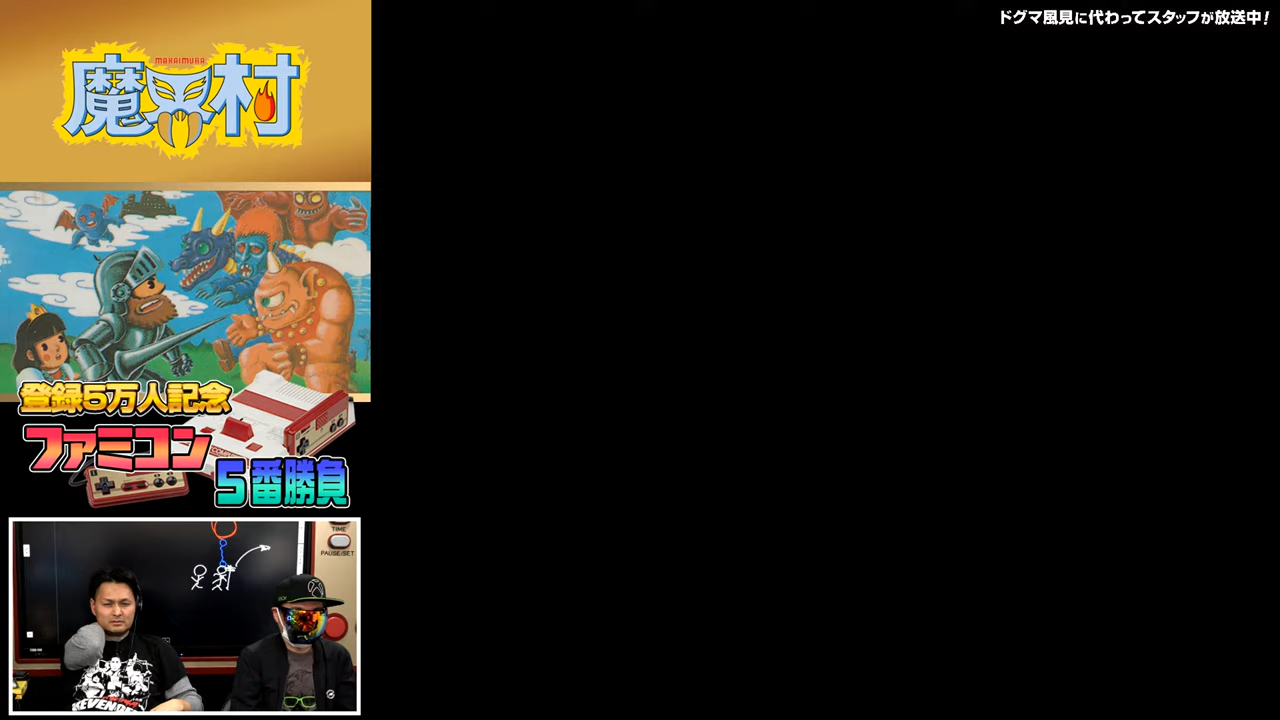 ドグマ風見に代わってスタッフが放送中!
MAKAIMURA
魔界村
登録5万人記念
ファミコン
5番勝負
TIME
PAUSE/SET